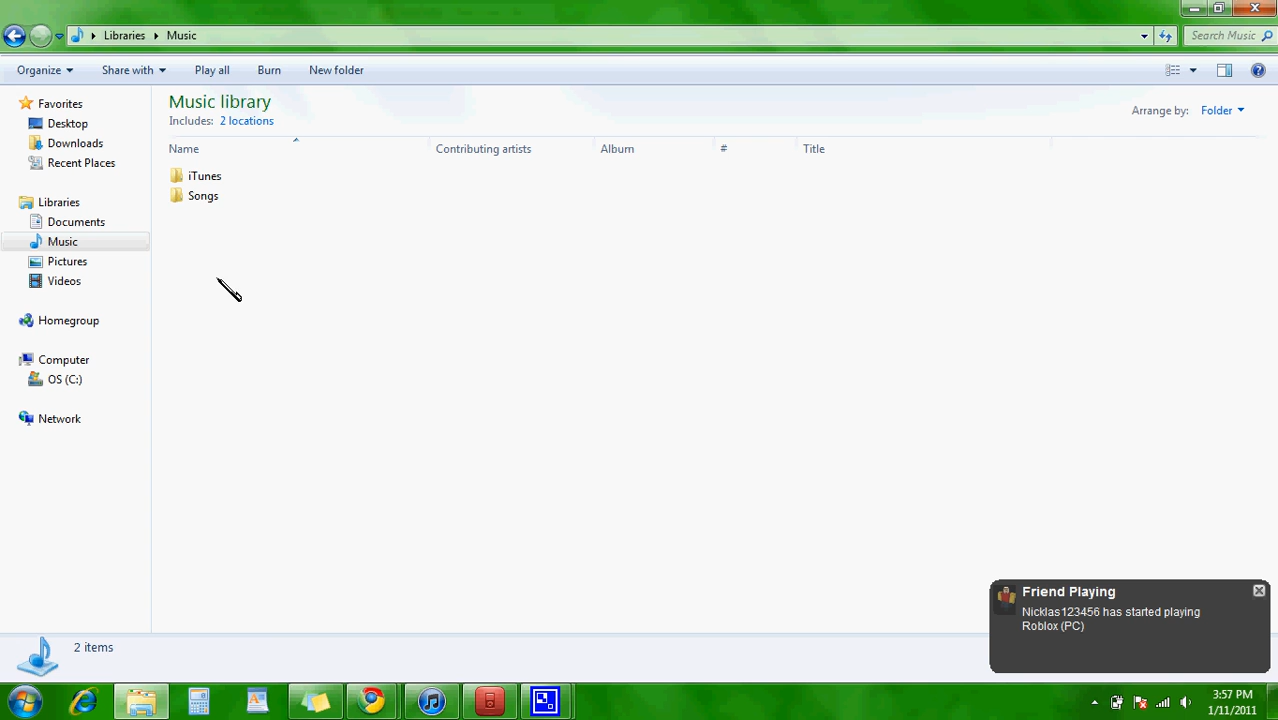 Libraries Music
Search Music
Organize Share with Play all Burn New folder
Favorites
Desktop
Downloads
Recent Places
Libraries
Documents
Music
Pictures
Videos
Homegroup
Computer
OS (C:)
Network
Music library
Includes: 2 locations
Arrange by: Folder
Name Contributing artists Album # Title
iTunes
Songs
Friend Playing
Nicklas123456 has started playing
Roblox (PC)
2 items
3:57 PM
1/11/2011